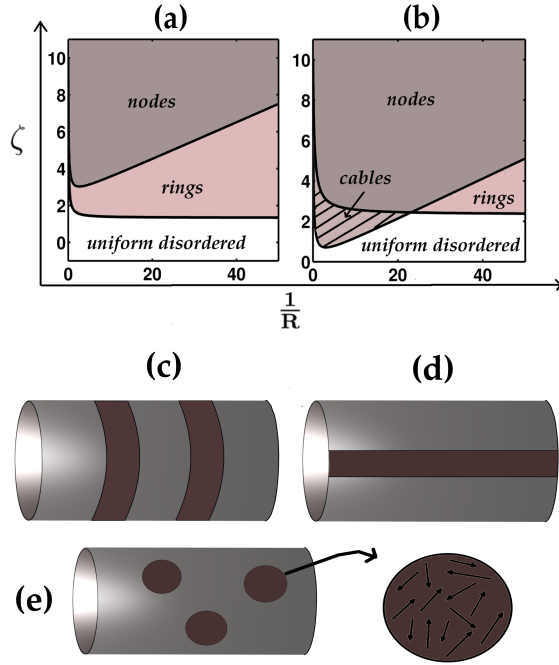 (a) (b)
10 10
8 8
6 6
4 4
2 2
0 0
nodes nodes
cables
rings rings
uniform disordered uniform disordered
0 20 40 0 20 40
ζ
1
R
(c) (d)
(e)